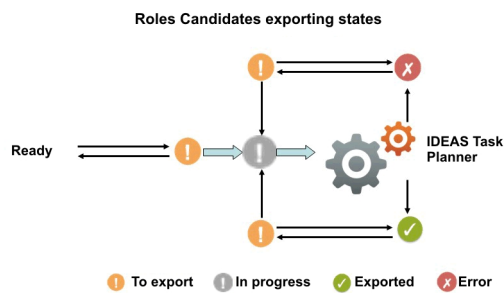 Roles Candidates exporting states
Ready
IDEAS Task
Planner
To export
In progress
Exported
Error